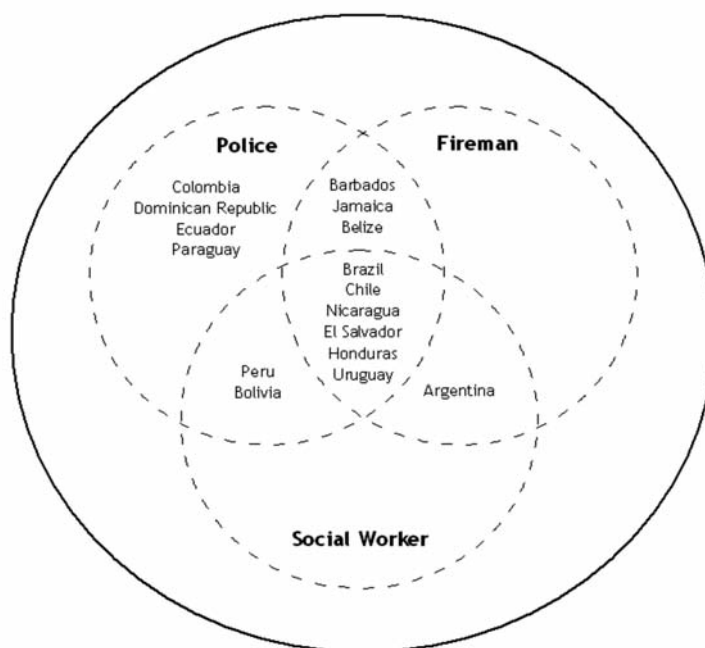 Police
Fireman
Colombia
Dominican Republic
Ecuador
Paraguay
Barbados
Jamaica
Belize
Brazil
Chile
Nicaragua
El Salvador
Honduras
Uruguay
Peru
Bolivia
Argentina
Social Worker